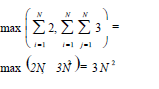 max ( N ∑ i=1 2, N ∑ i=1 N ∑ j=1 3 ) =
max (2N 3N²) = 3N²